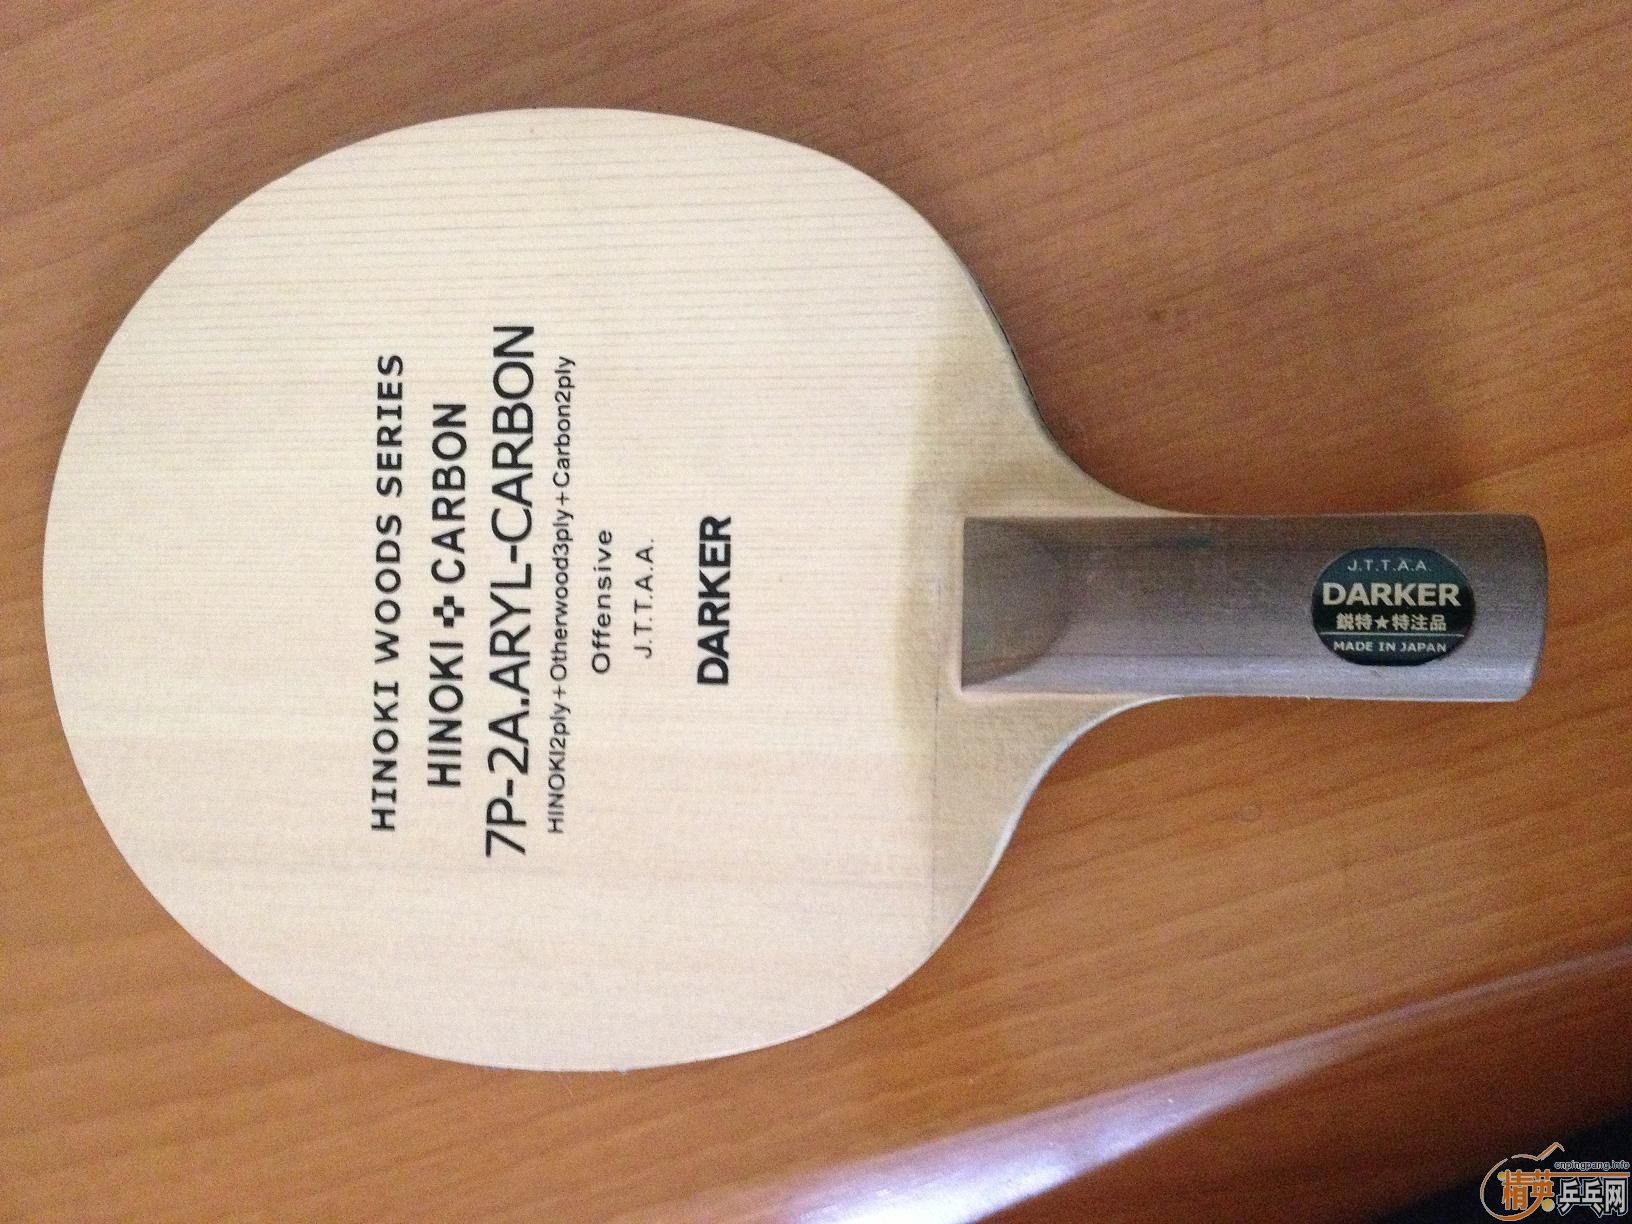 HINOKI WOODS SERIES
HINOKI CARBON
7P-2A.ARYL-CARBON
HINOKI2ply+Otherwood3ply+Carbon2ply
Offensive
J.T.T.A.A.
DARKER
J.T.T.A.A.
DARKER
鋭特★特注品
MADE IN JAPAN
cnpingpang.info
精英乒乓网